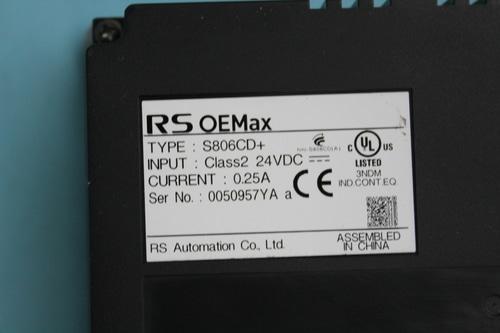 RS OEMax
TYPE : S806CD+
INPUT : Class2 24VDC
CURRENT : 0.25A
Ser No. : 0050957YA a
CE
C UL US
LISTED
3NDM
IND.CONT.EQ.
RS Automation Co., Ltd.
ASSEMBLED
IN CHINA